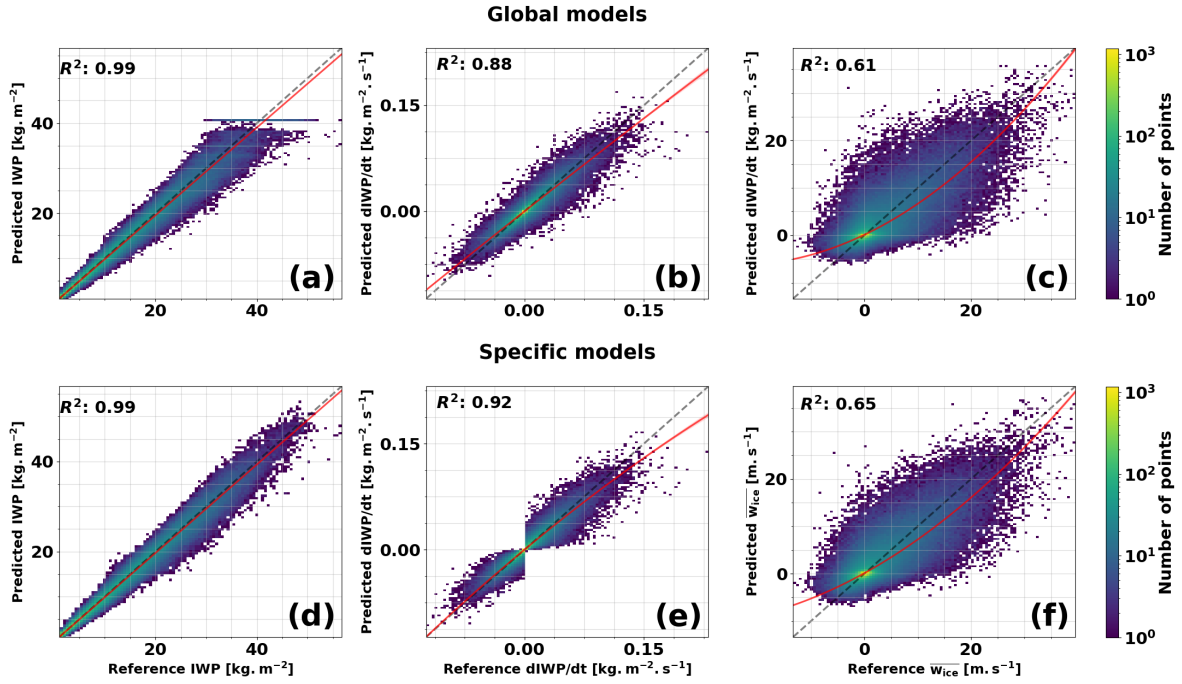 Global models
Predicted IWP [kg.m⁻²]
R²: 0.99
40
20
20
40
(a)
Predicted dIWP/dt [kg.m⁻².s⁻¹]
R²: 0.88
0.15
0.00
0.00
0.15
(b)
Predicted dIWP/dt [kg.m⁻².s⁻¹]
R²: 0.61
20
0
0
20
(c)
10³
10²
10¹
10⁰
Number of points
Specific models
Predicted IWP [kg.m⁻²]
R²: 0.99
40
20
20
40
(d)
Reference IWP [kg.m⁻²]
Predicted dIWP/dt [kg.m⁻².s⁻¹]
R²: 0.92
0.15
0.00
0.00
0.15
(e)
Reference dIWP/dt [kg.m⁻².s⁻¹]
Predicted w̅i̅c̅e̅ [m.s⁻¹]
R²: 0.65
20
0
0
20
(f)
Reference w̅i̅c̅e̅ [m.s⁻¹]
10³
10²
10¹
10⁰
Number of points